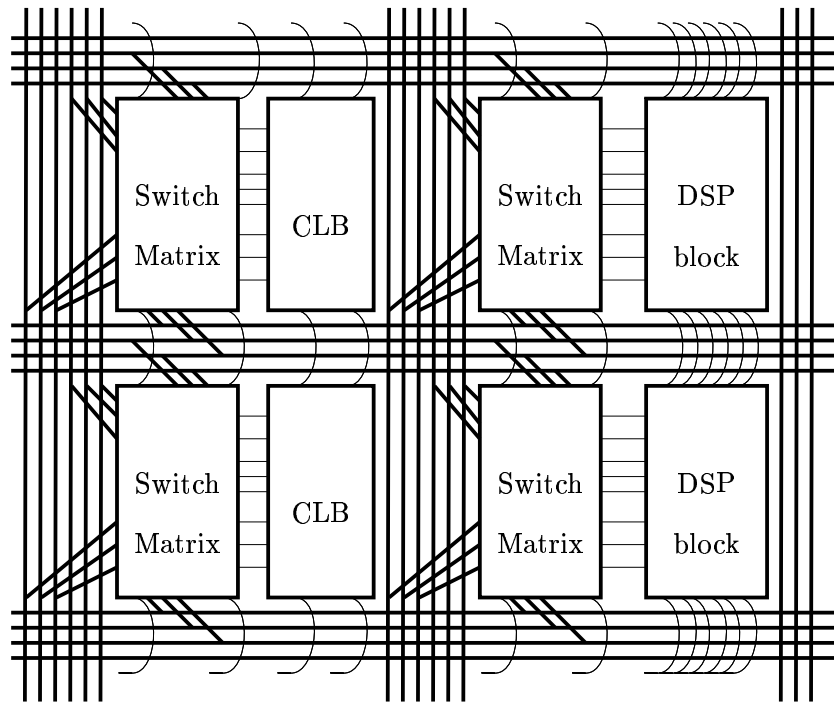 Switch
Matrix
CLB
Switch
Matrix
DSP
block
Switch
Matrix
CLB
Switch
Matrix
DSP
block